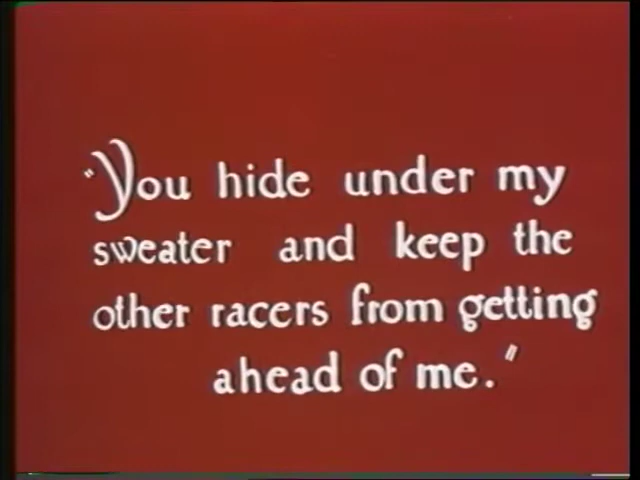 "You hide under my
sweater and keep the
other racers from getting
ahead of me."